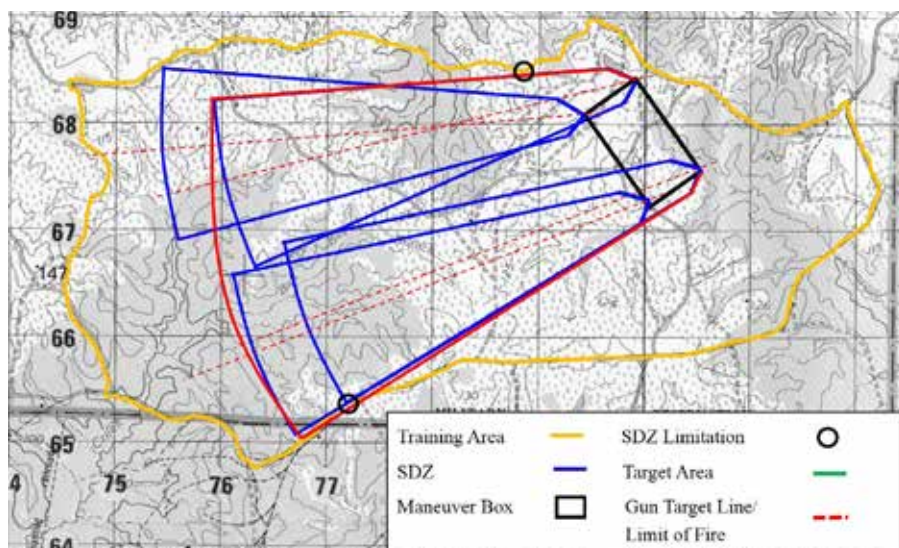 69
68
67
147
66
65
64
4 75 76 77
Training Area
SDZ Limitation
SDZ
Target Area
Maneuver Box
Gun Target Line/
Limit of Fire